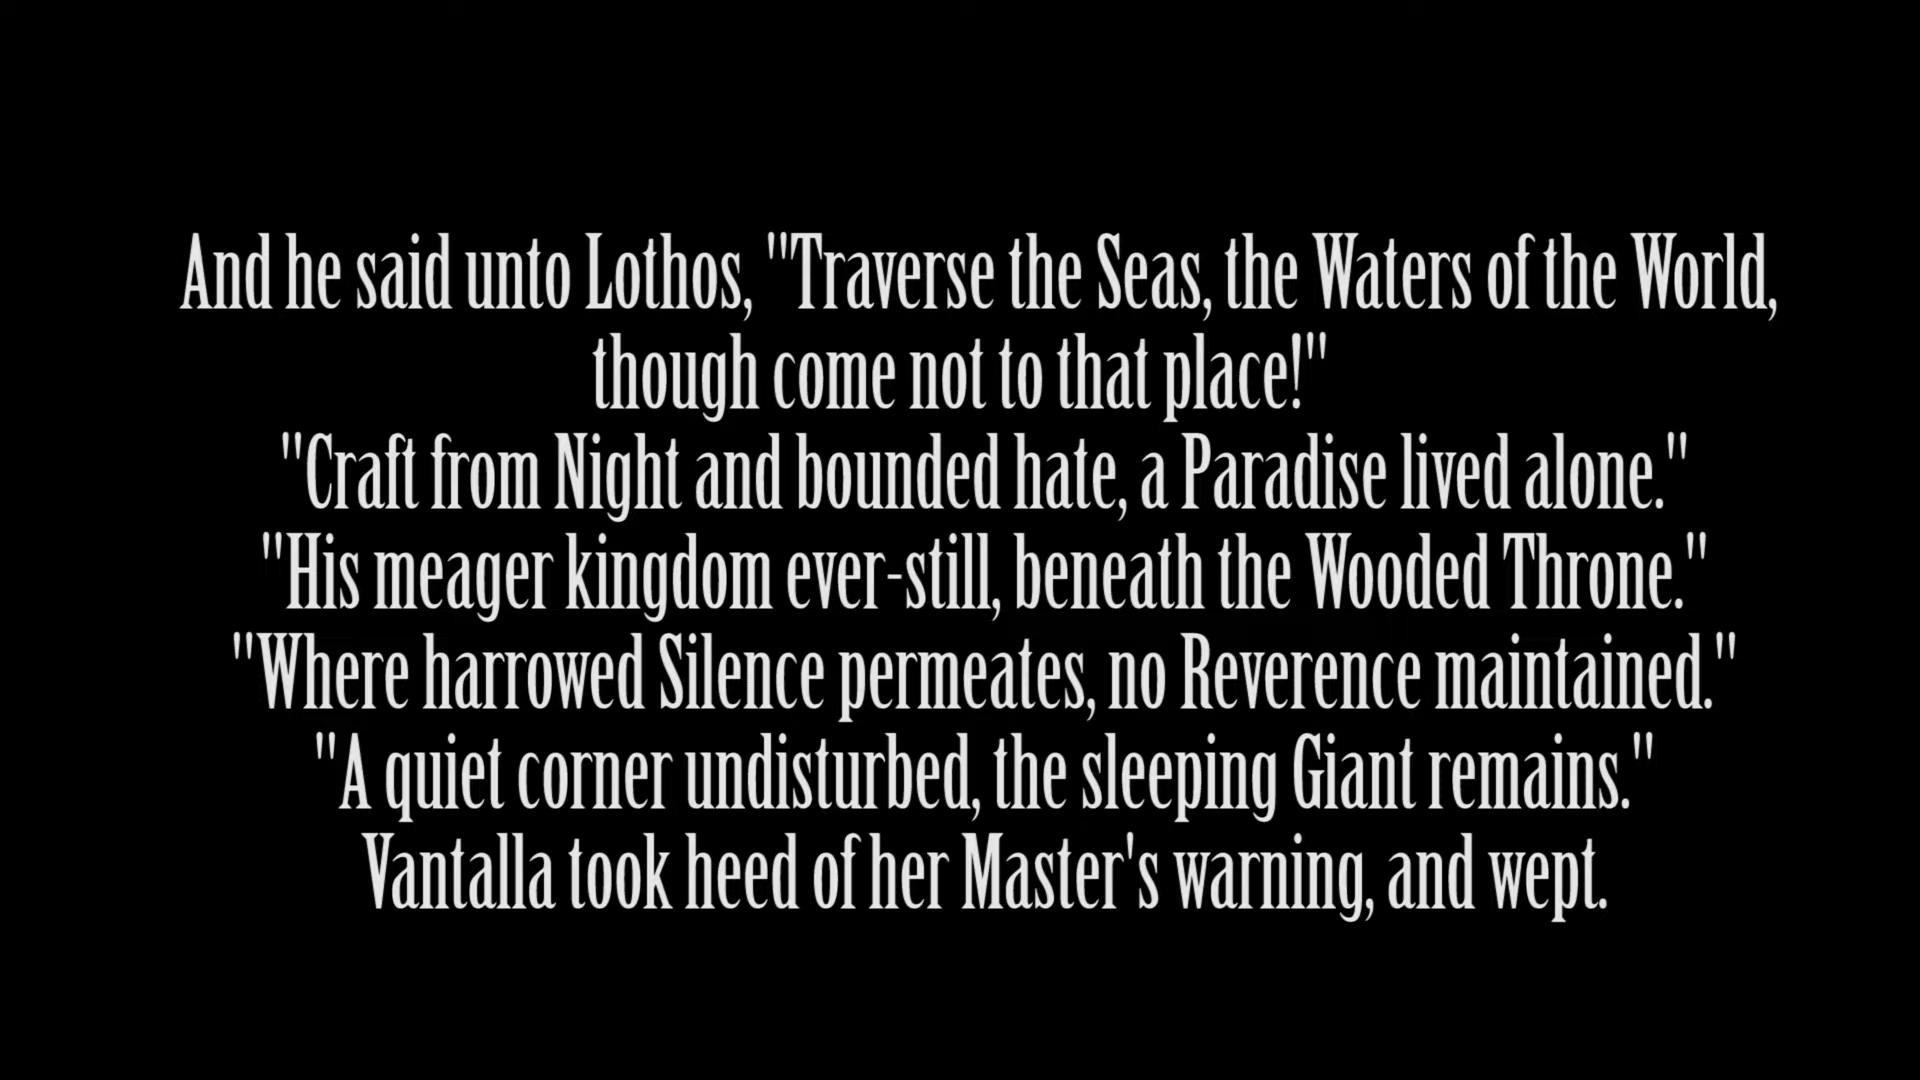 And he said unto Lothos, "Traverse the Seas, the Waters of the World,
though come not to that place!"
"Craft from Night and bounded hate, a Paradise lived alone."
"His meager kingdom ever-still, beneath the Wooded Throne."
"Where harrowed Silence permeates, no Reverence maintained."
"A quiet corner undisturbed, the sleeping Giant remains."
Vantalla took heed of her Master's warning, and wept.